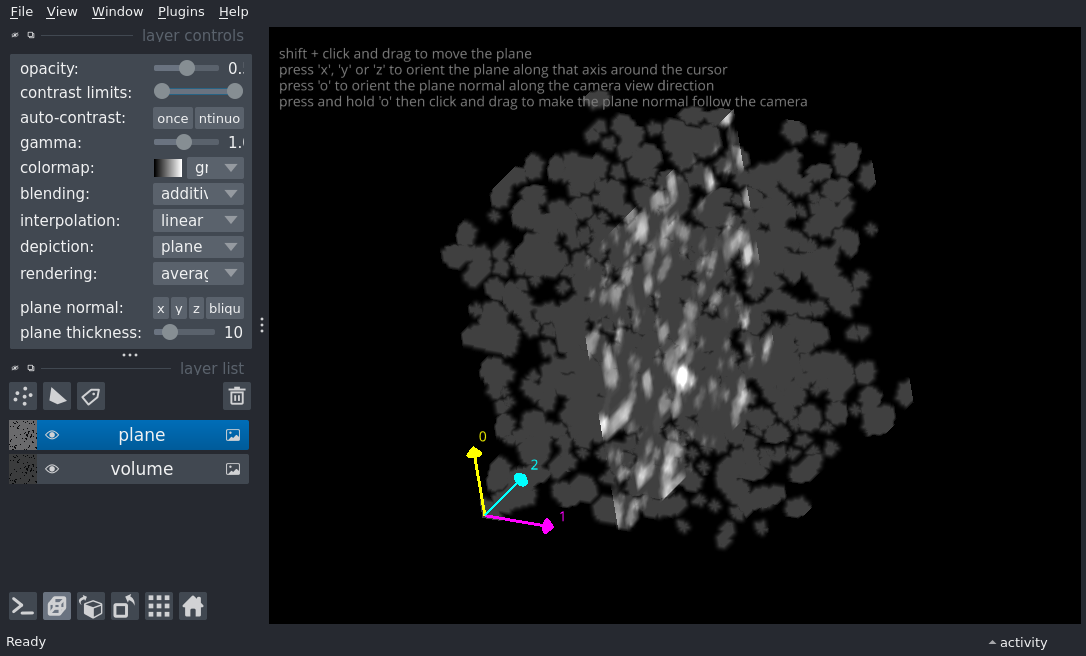 File View Window Plugins Help
layer controls
opacity: 0.
contrast limits:
auto-contrast: once ntinuo
gamma: 1.
colormap: gr
blending: additiv
interpolation: linear
depiction: plane
rendering: averag
plane normal: x y z bliqu
plane thickness: 10
layer list
plane
volume
shift + click and drag to move the plane
press 'x', 'y' or 'z' to orient the plane along that axis around the cursor
press 'o' to orient the plane normal along the camera view direction
press and hold 'o' then click and drag to make the plane normal follow the camera
0
2
1
Ready
activity